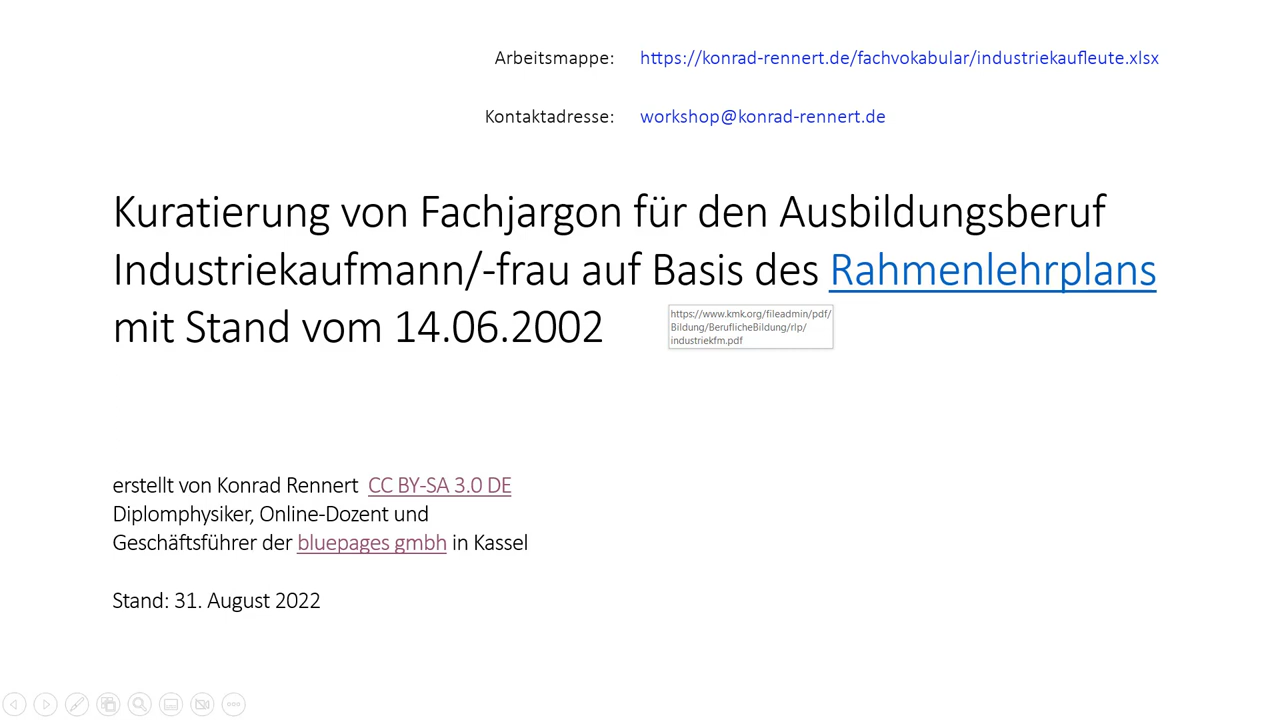 Arbeitsmappe: https://konrad-rennert.de/fachvokabular/industriekaufleute.xlsx
Kontaktadresse: workshop@konrad-rennert.de
Kuratierung von Fachjargon für den Ausbildungsberuf
Industriekaufmann/-frau auf Basis des Rahmenlehrplans
mit Stand vom 14.06.2002
https://www.kmk.org/fileadmin/pdf/
Bildung/BeruflicheBildung/rlp/
industriekfm.pdf
erstellt von Konrad Rennert CC BY-SA 3.0 DE
Diplomphysiker, Online-Dozent und
Geschäftsführer der bluepages gmbh in Kassel
Stand: 31. August 2022